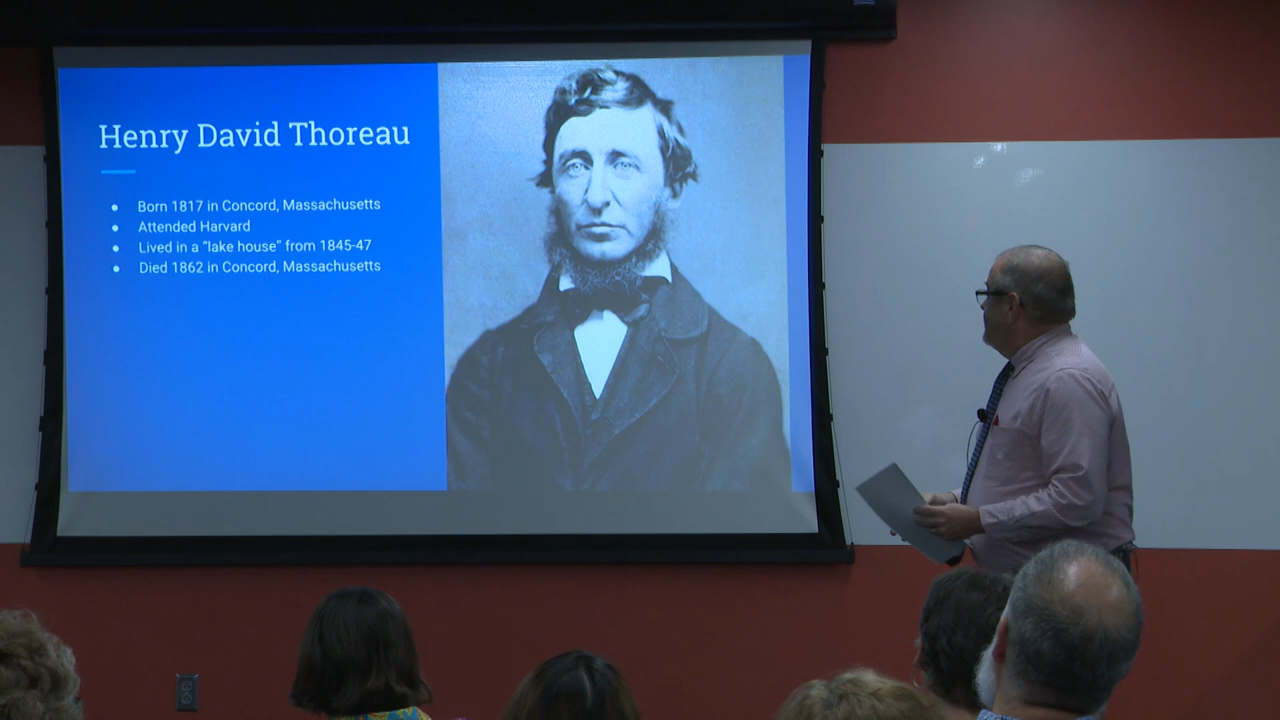 Henry David Thoreau
● Born 1817 in Concord, Massachusetts
● Attended Harvard
● Lived in a “lake house” from 1845-47
● Died 1862 in Concord, Massachusetts